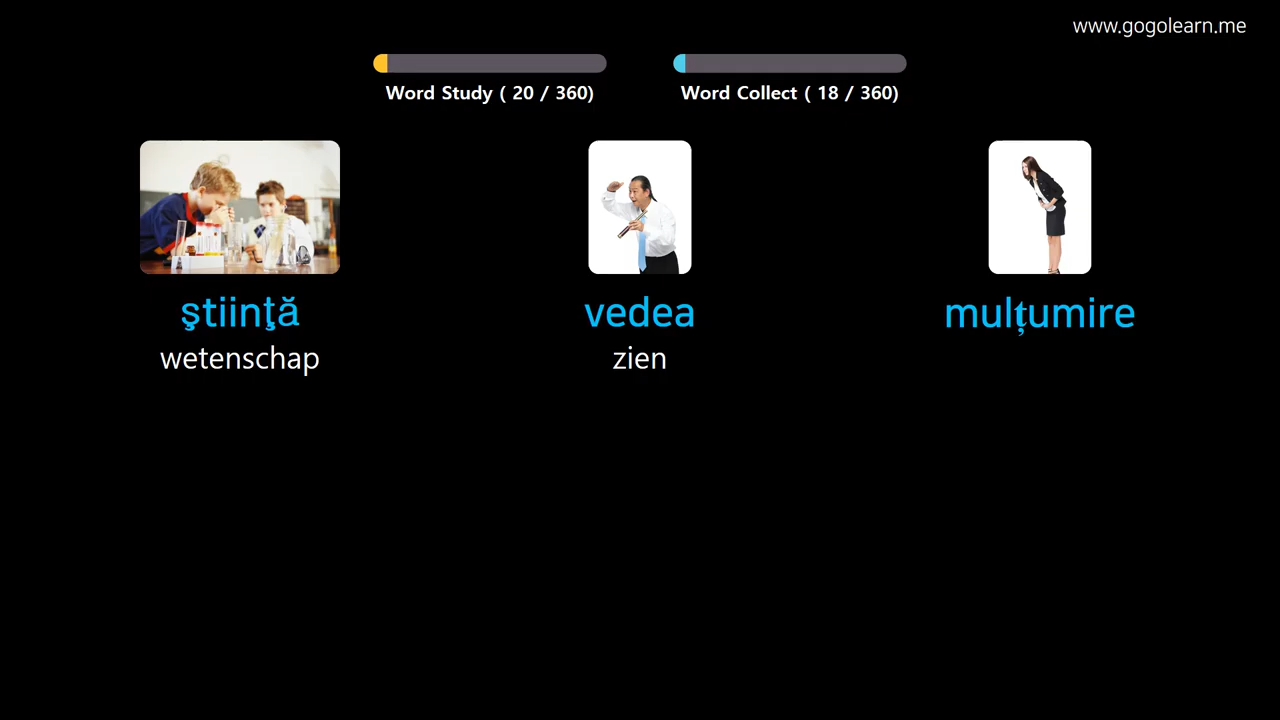 www.gogolearn.me
Word Study ( 20 / 360)
Word Collect ( 18 / 360)
ştiinţă
vedea
mulțumire
wetenschap
zien